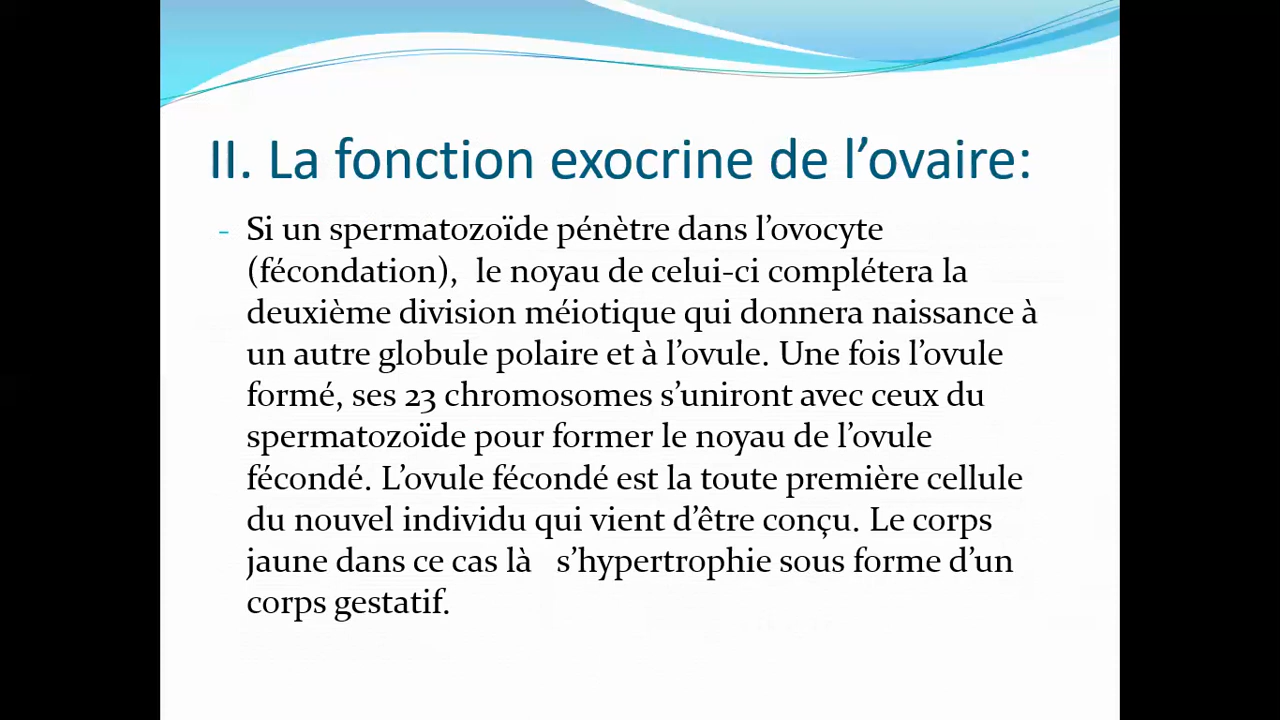 II. La fonction exocrine de l’ovaire:
- Si un spermatozoïde pénètre dans l’ovocyte
(fécondation),  le noyau de celui-ci complétera la
deuxième division méiotique qui donnera naissance à
un autre globule polaire et à l’ovule. Une fois l’ovule
formé, ses 23 chromosomes s’uniront avec ceux du
spermatozoïde pour former le noyau de l’ovule
fécondé. L’ovule fécondé est la toute première cellule
du nouvel individu qui vient d’être conçu. Le corps
jaune dans ce cas là   s’hypertrophie sous forme d’un
corps gestatif.